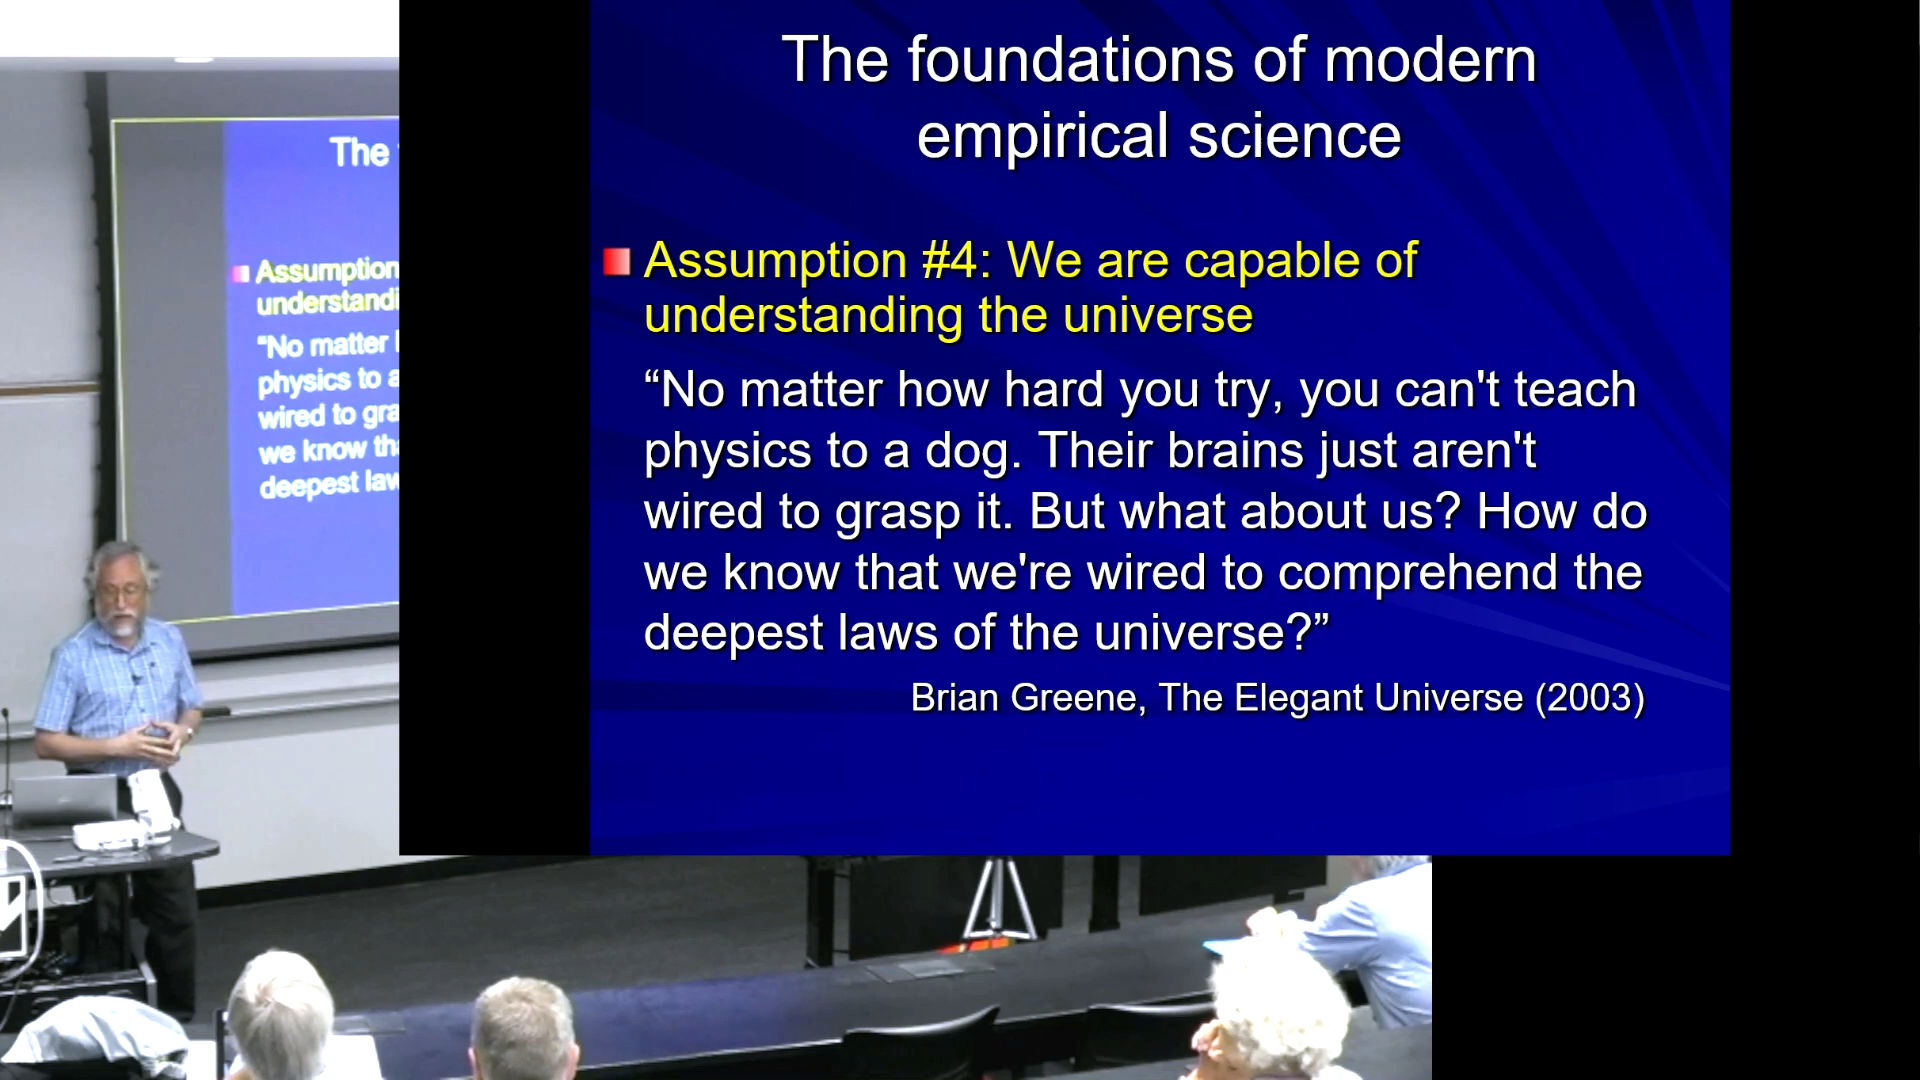 The foundations of modern
empirical science
Assumption #4: We are capable of
understanding the universe
“No matter how hard you try, you can't teach
physics to a dog. Their brains just aren't
wired to grasp it. But what about us? How do
we know that we're wired to comprehend the
deepest laws of the universe?”
Brian Greene, The Elegant Universe (2003)
The
Assumption
understandi
“No matter
physics to a
wired to gra
we know tha
deepest law